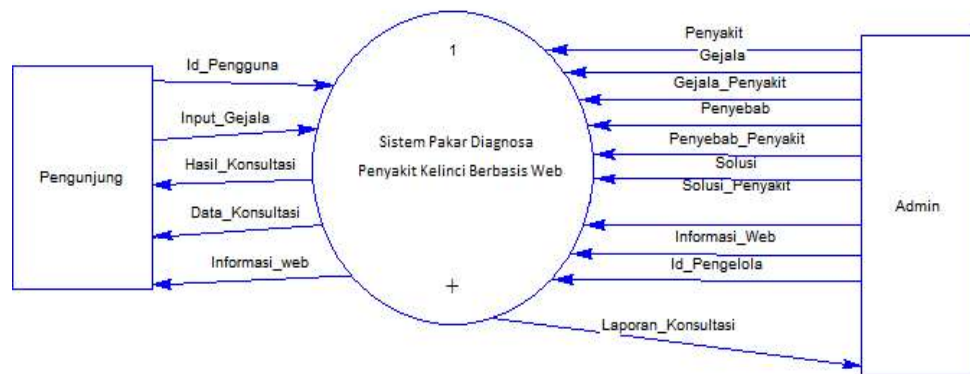 Pengunjung
Id_Pengguna
Input_Gejala
Hasil_Konsultasi
Data_Konsultasi
Informasi_web
1
Sistem Pakar Diagnosa
Penyakit Kelinci Berbasis Web
+
Penyakit
Gejala
Gejala_Penyakit
Penyebab
Penyebab_Penyakit
Solusi
Solusi_Penyakit
Informasi_Web
Id_Pengelola
Laporan_Konsultasi
Admin